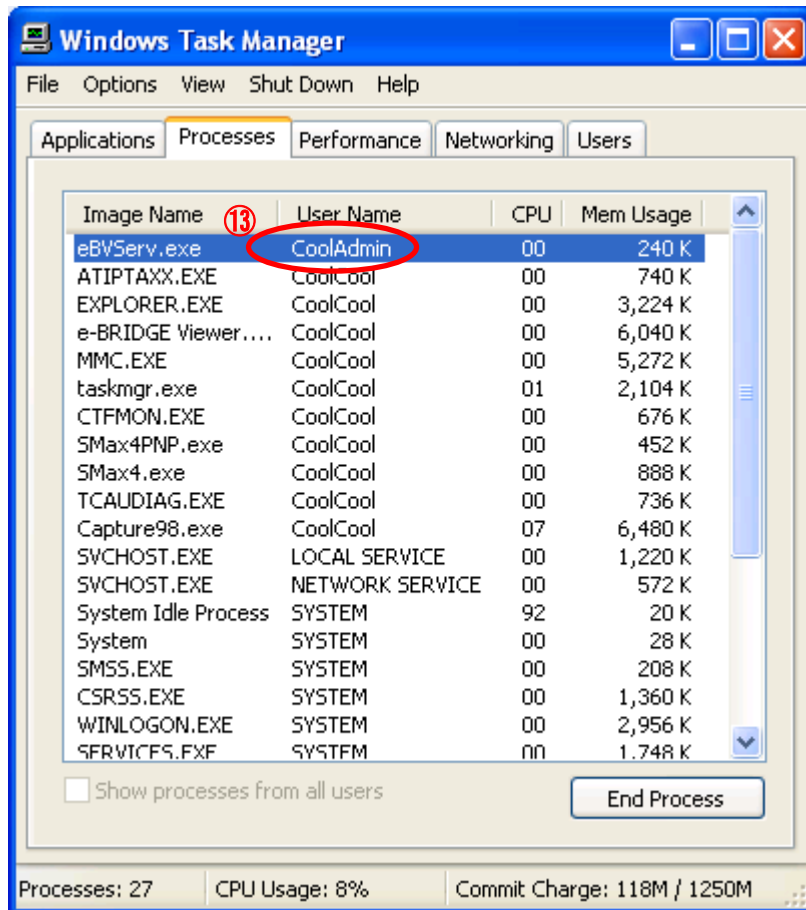 Windows Task Manager
File Options View Shut Down Help
Applications Processes Performance Networking Users
Image Name ⑬ User Name CPU Mem Usage
eBVServ.exe CoolAdmin 00 240 K
ATIPTAXX.EXE CoolCool 00 740 K
EXPLORER.EXE CoolCool 00 3,224 K
e-BRIDGE Viewer.... CoolCool 00 6,040 K
MMC.EXE CoolCool 00 5,272 K
taskmgr.exe CoolCool 01 2,104 K
CTFMON.EXE CoolCool 00 676 K
SMax4PNP.exe CoolCool 00 452 K
SMax4.exe CoolCool 00 888 K
TCAUDIAG.EXE CoolCool 00 736 K
Capture98.exe CoolCool 07 6,480 K
SVCHOST.EXE LOCAL SERVICE 00 1,220 K
SVCHOST.EXE NETWORK SERVICE 00 572 K
System Idle Process SYSTEM 92 20 K
System SYSTEM 00 28 K
SMSS.EXE SYSTEM 00 208 K
CSRSS.EXE SYSTEM 00 1,360 K
WINLOGON.EXE SYSTEM 00 2,956 K
SERVICES.EXE SYSTEM 00 1,748 K
Show processes from all users End Process
Processes: 27 CPU Usage: 8% Commit Charge: 118M / 1250M